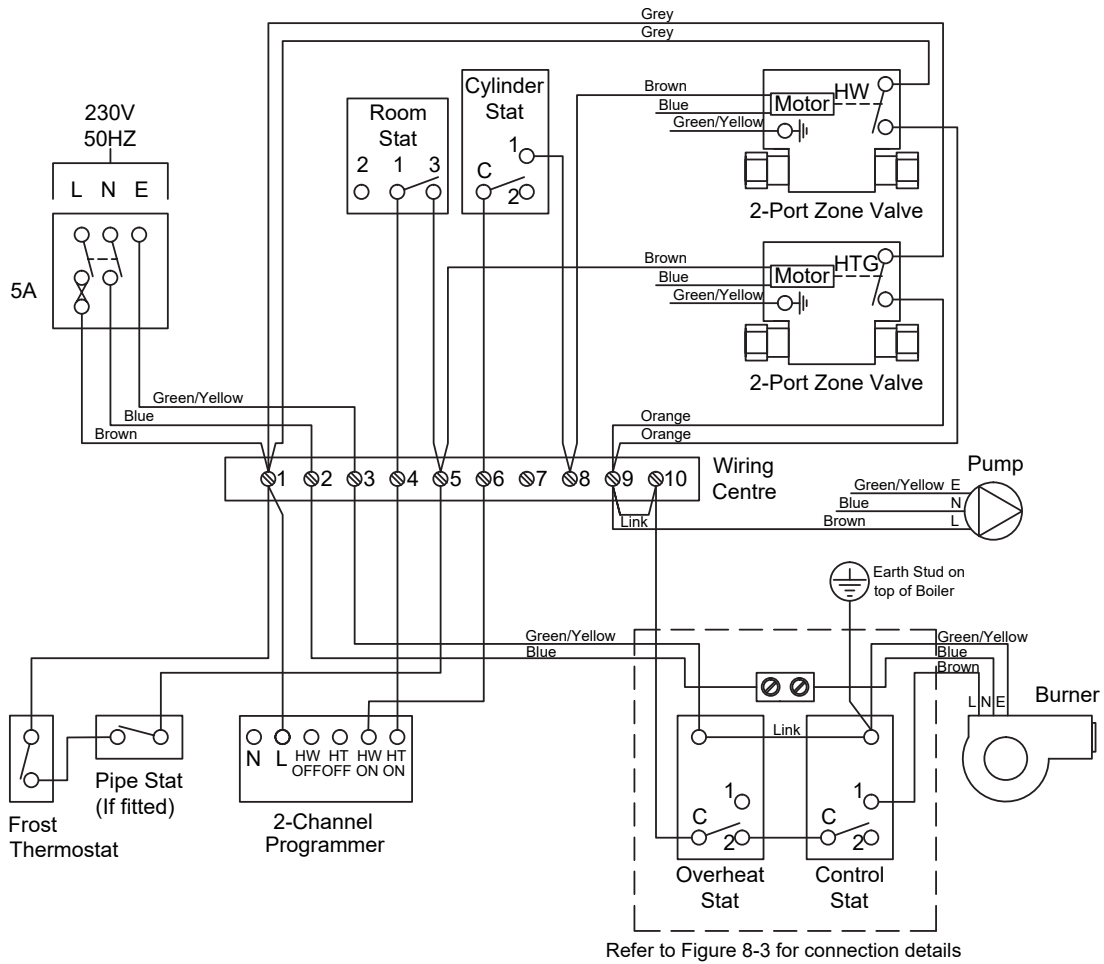 Grey
Grey
230V
50HZ
L N E
5A
Room
Stat
2 1 3
Cylinder
Stat
1
C
2
Brown
Blue
Green/Yellow
Motor
HW
2-Port Zone Valve
Brown
Blue
Green/Yellow
Motor
HTG
2-Port Zone Valve
Green/Yellow
Blue
Brown
Orange
Orange
1 2 3 4 5 6 7 8 9 10
Wiring
Centre
Link
Pump
Green/Yellow E
Blue N
Brown L
Earth Stud on
top of Boiler
Green/Yellow
Blue
Green/Yellow
Blue
Brown
L N E
Burner
Link
1
C
2
Overheat
Stat
1
C
2
Control
Stat
Frost
Thermostat
Pipe Stat
(If fitted)
N L HW OFF HT OFF HW ON HT ON
2-Channel
Programmer
Refer to Figure 8-3 for connection details